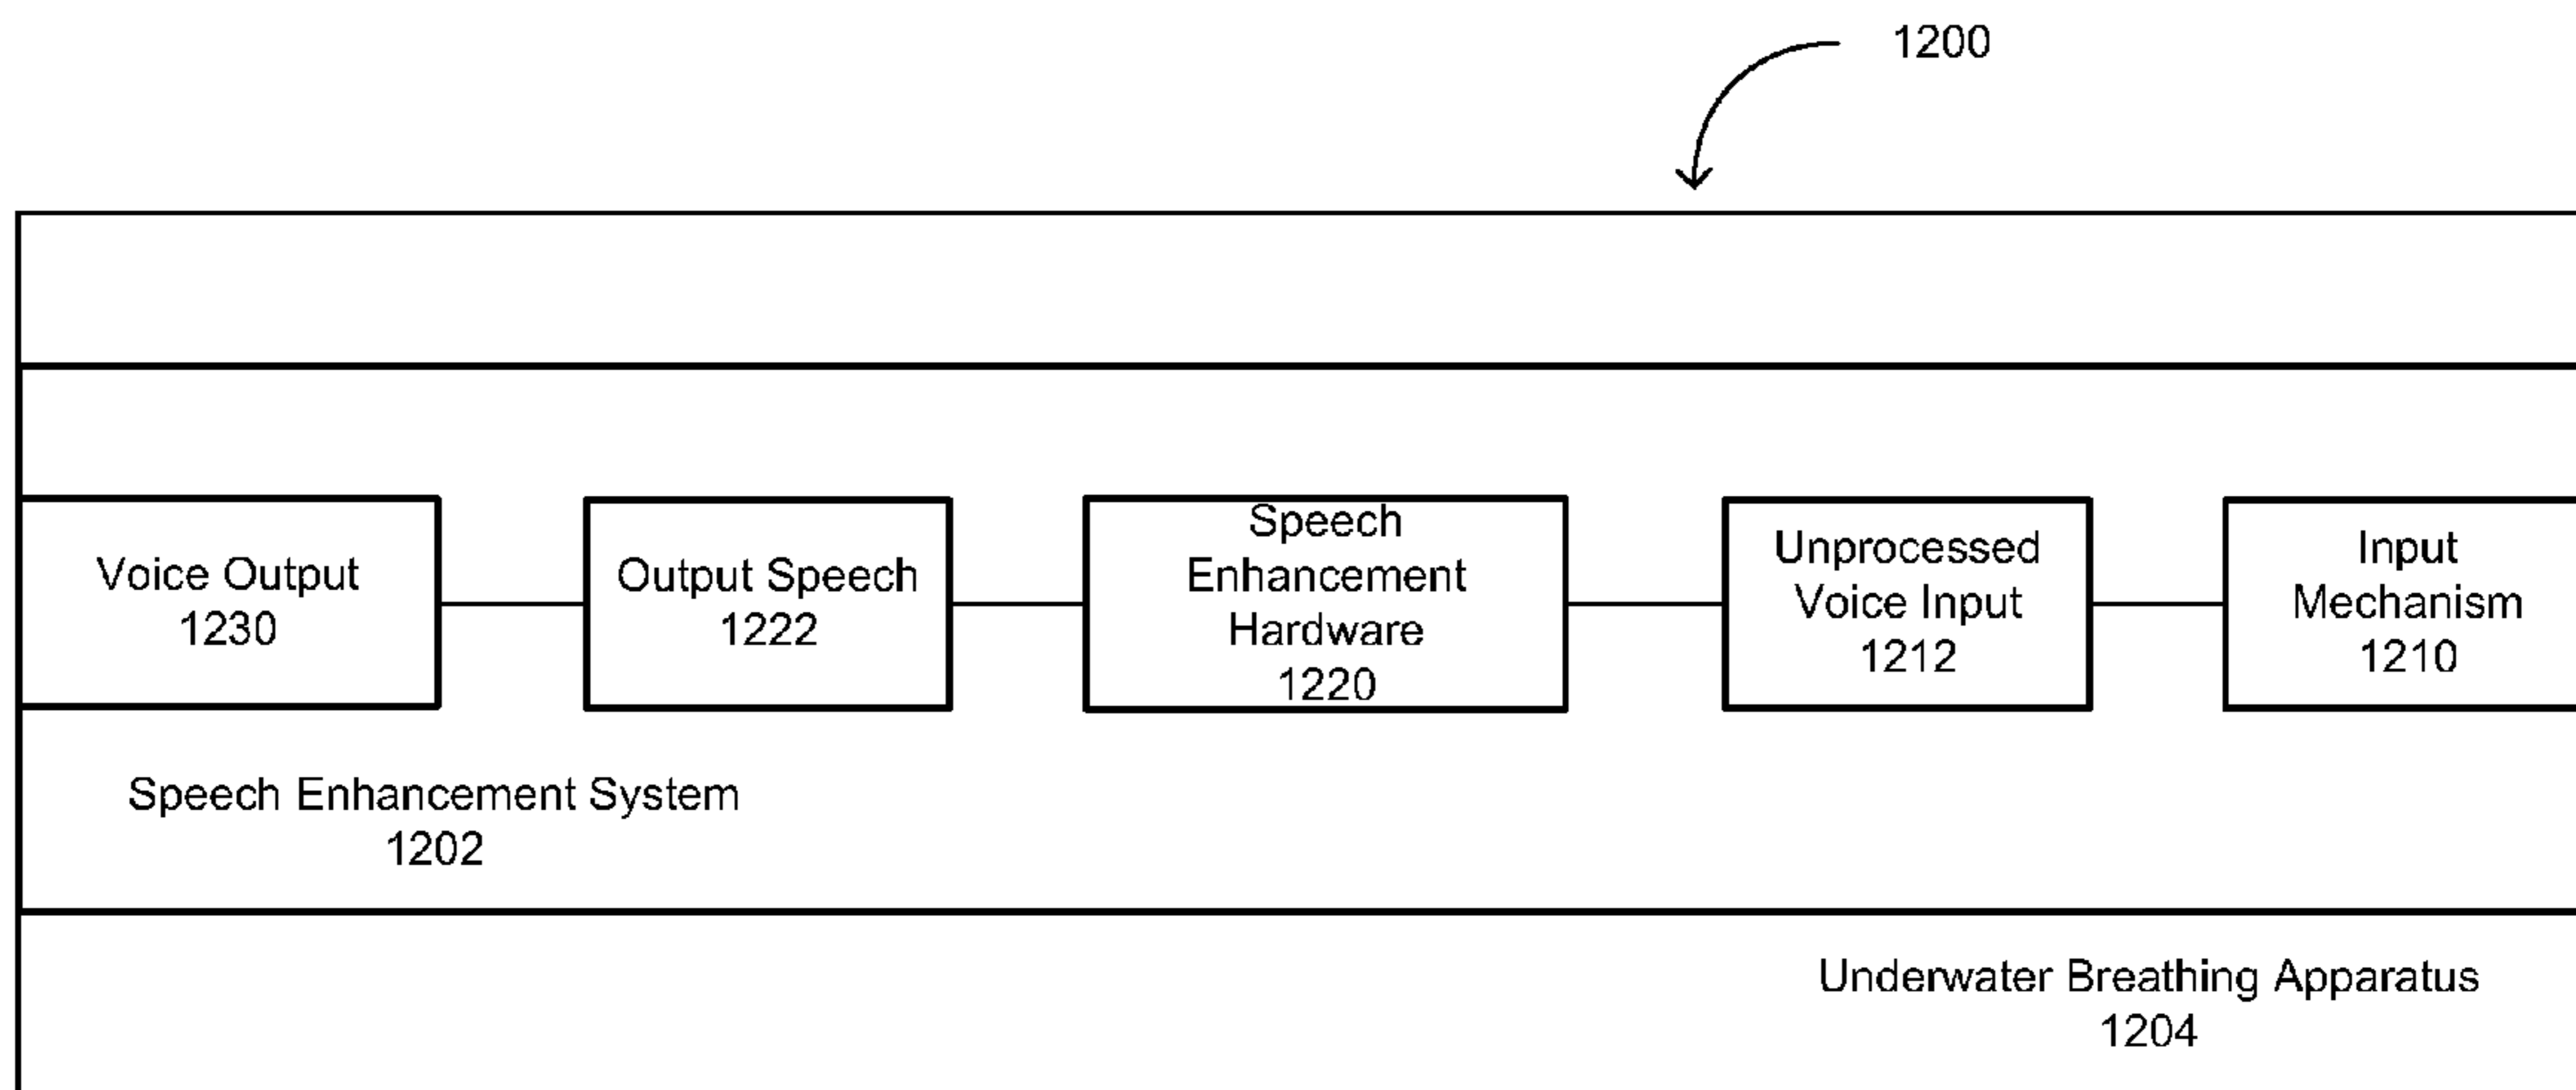 1200
Voice Output
1230
Output Speech
1222
Speech
Enhancement
Hardware
1220
Unprocessed
Voice Input
1212
Input
Mechanism
1210
Speech Enhancement System
1202
Underwater Breathing Apparatus
1204